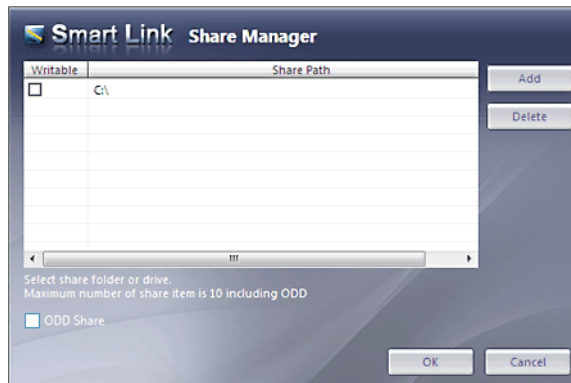 Smart Link Share Manager
Writable Share Path
C:\
Add
Delete
Select share folder or drive.
Maximum number of share item is 10 including ODD
ODD Share
OK Cancel